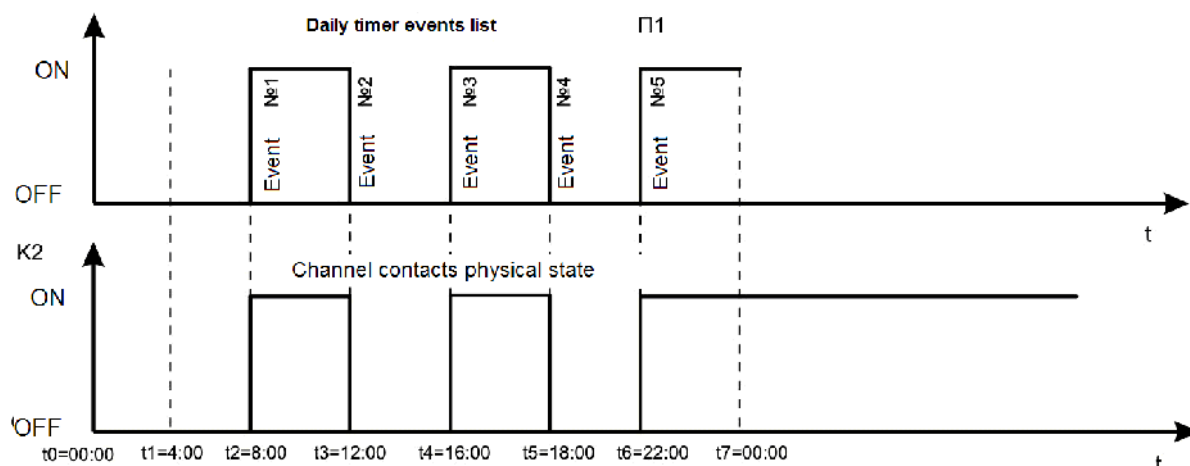 Daily timer events list П1
ON
Event №1
Event №2
Event №3
Event №4
Event №5
OFF
t
K2
Channel contacts physical state
ON
OFF
t0=00:00 t1=4:00 t2=8:00 t3=12:00 t4=16:00 t5=18:00 t6=22:00 t7=00:00
t